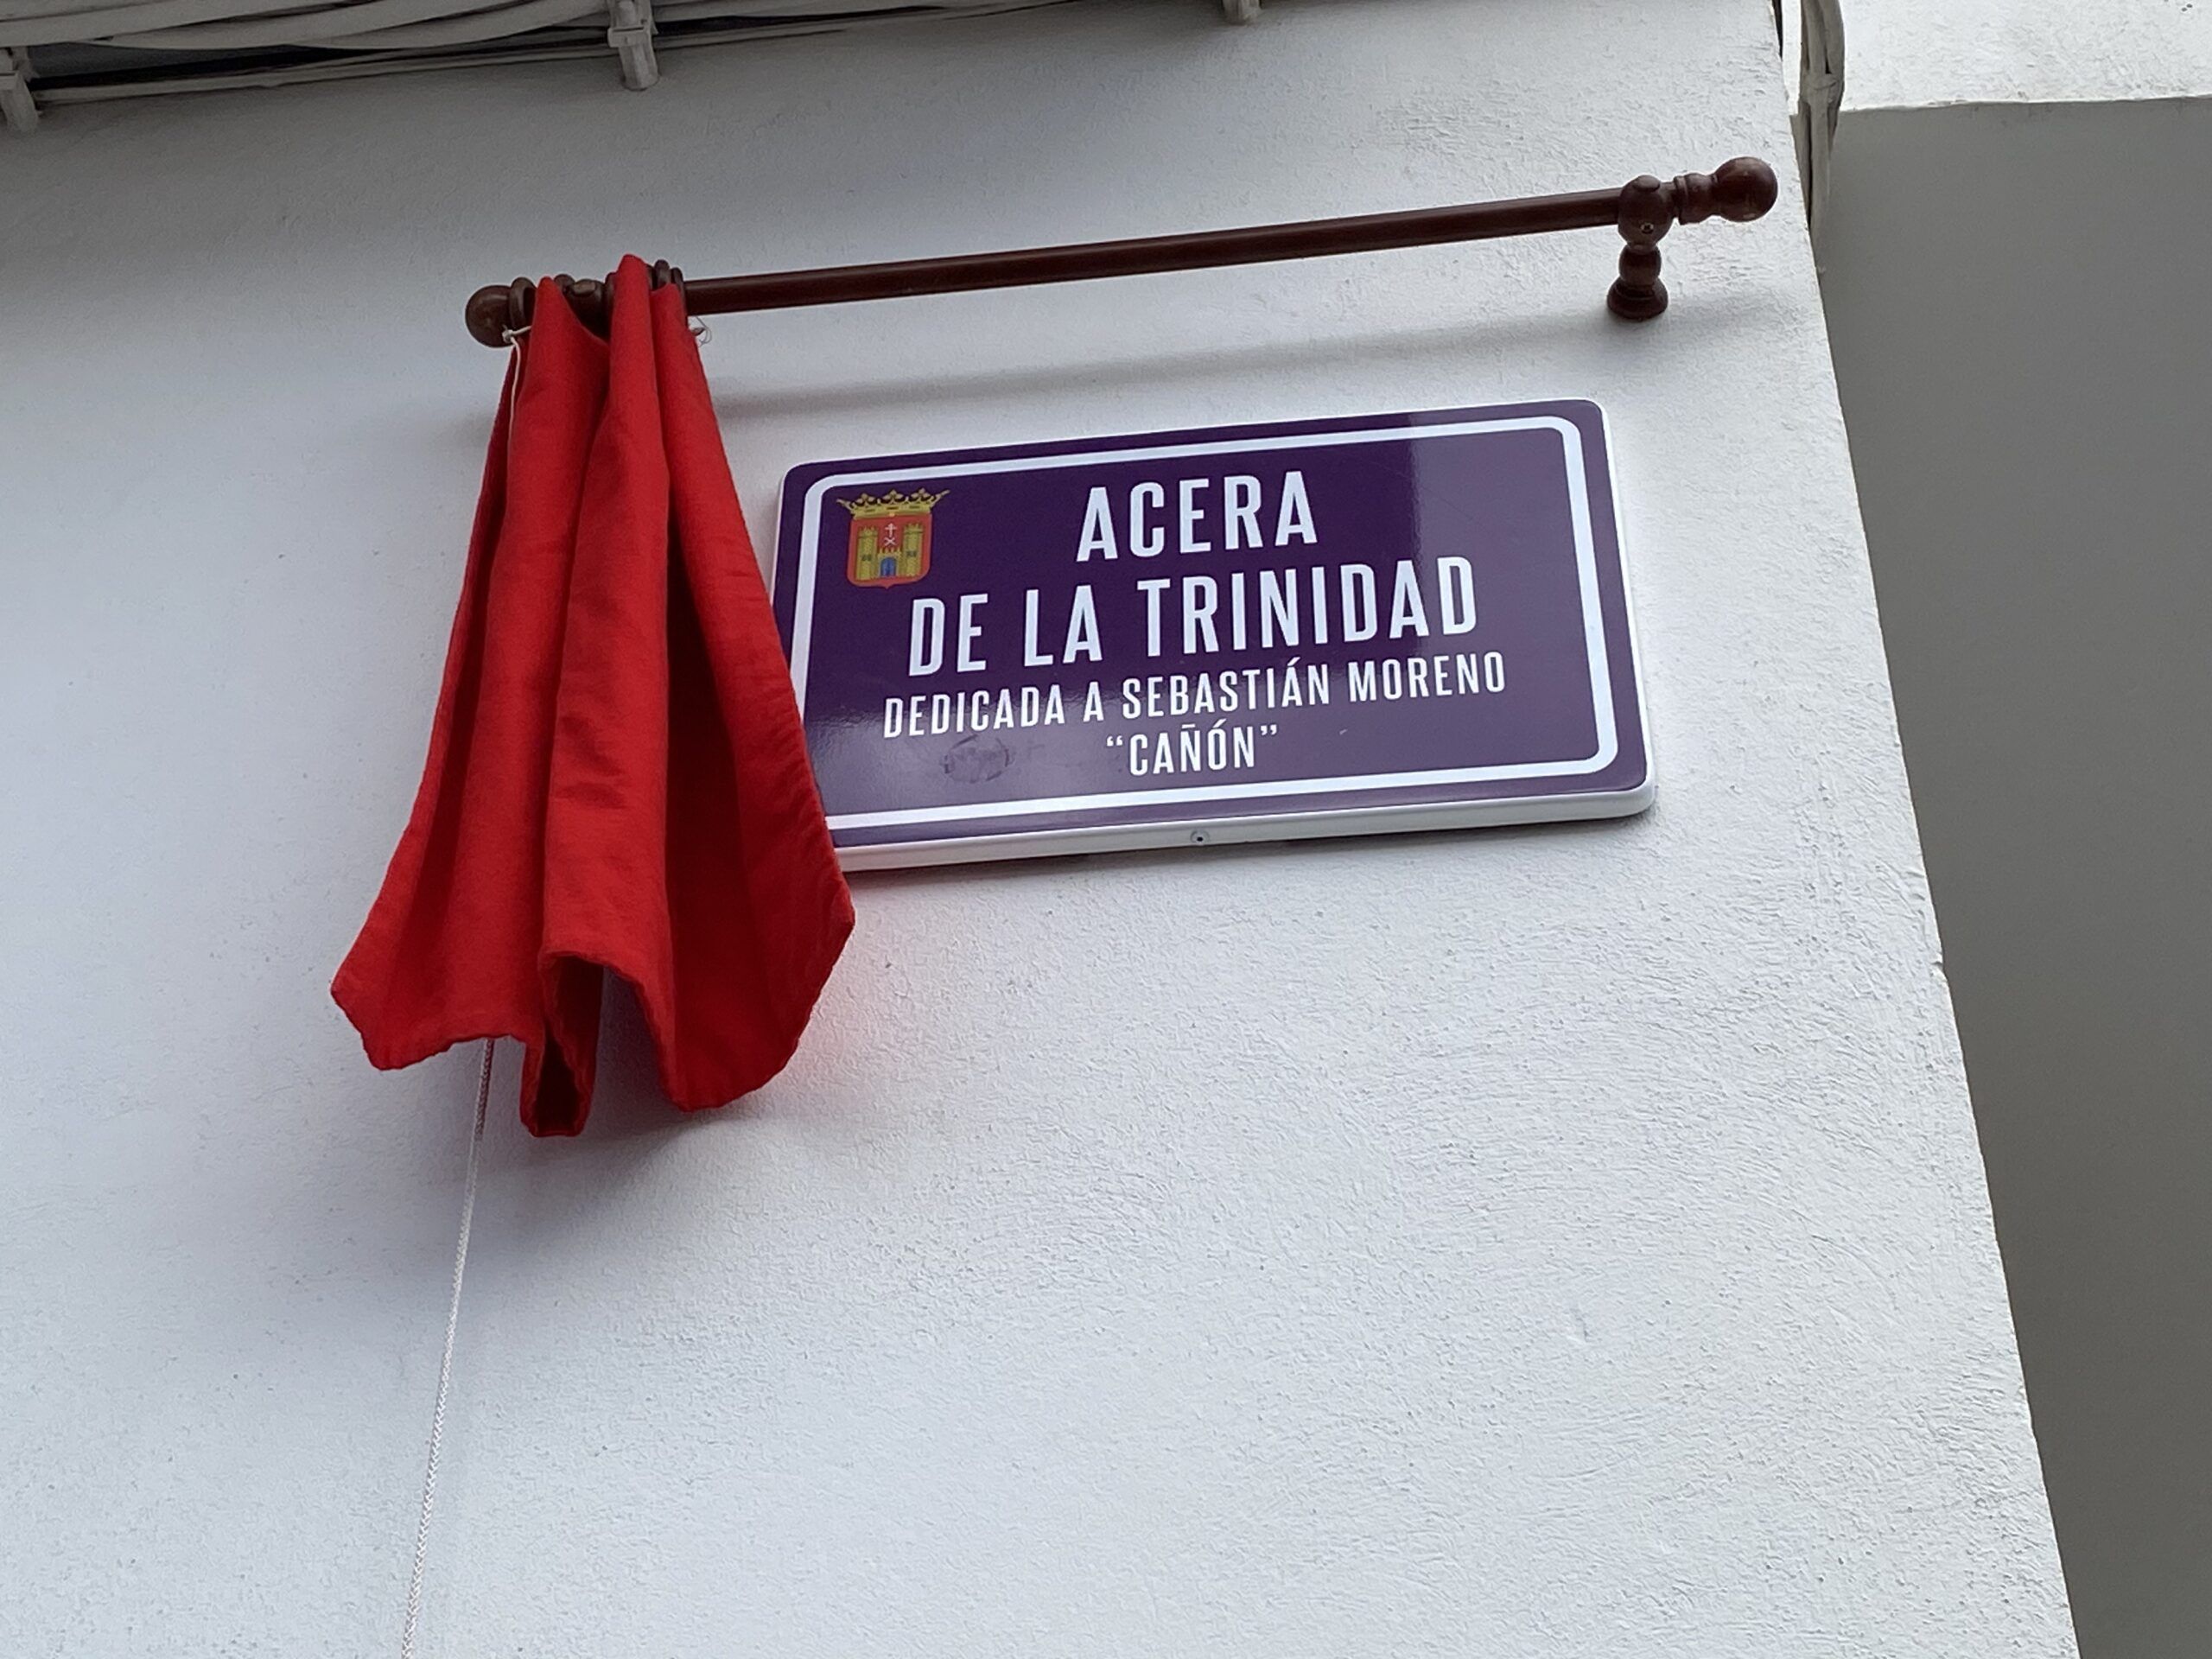 ACERA
DE LA TRINIDAD
DEDICADA A SEBASTIÁN MORENO
“CAÑÓN”